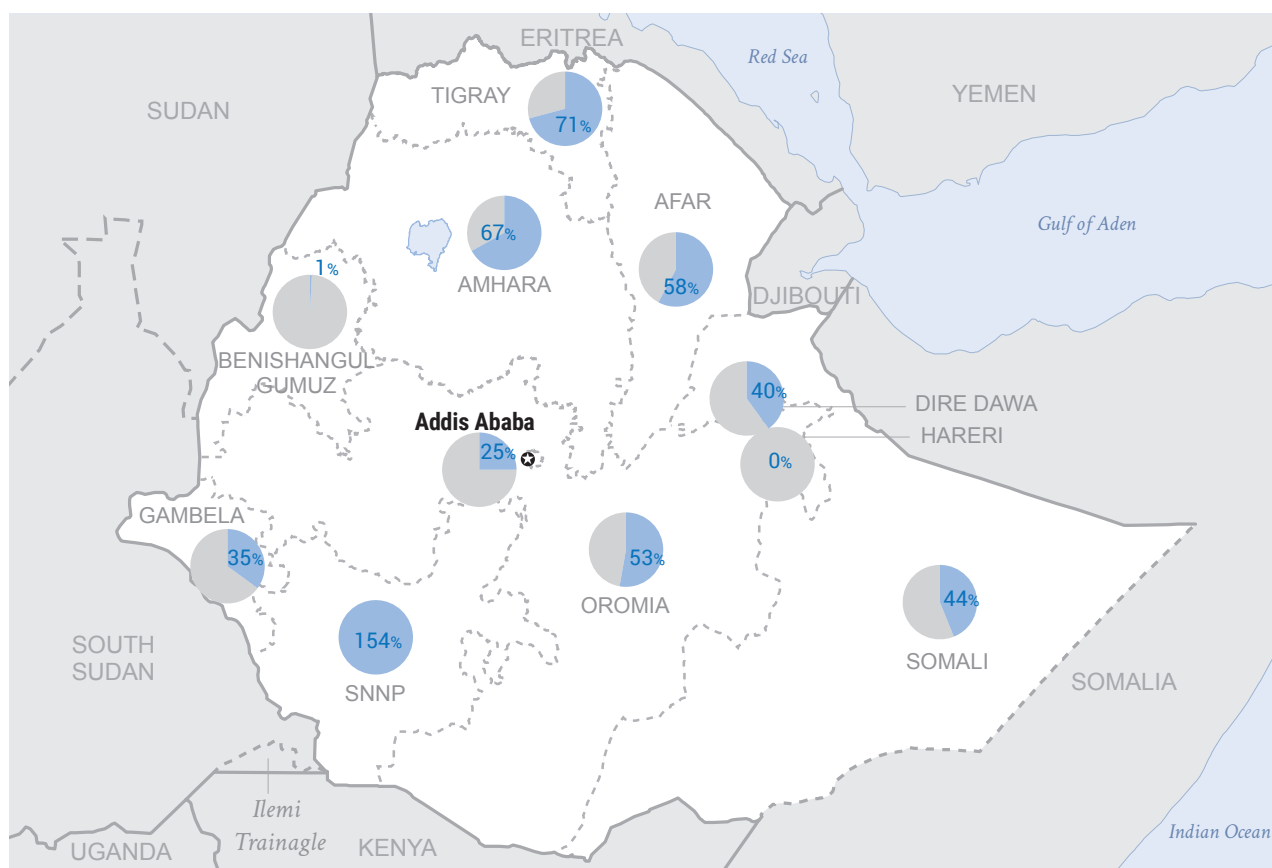 ERITREA
Red Sea
YEMEN
SUDAN
TIGRAY
71%
AFAR
67%
AMHARA
58%
Gulf of Aden
1%
BENISHANGUL
GUMUZ
DJIBOUTI
40%
DIRE DAWA
HARERI
0%
Addis Ababa
25%
GAMBELA
35%
53%
OROMIA
44%
SOMALI
154%
SNNP
SOUTH
SUDAN
SOMALIA
Ilemi
Trainagle
UGANDA
KENYA
Indian Ocean